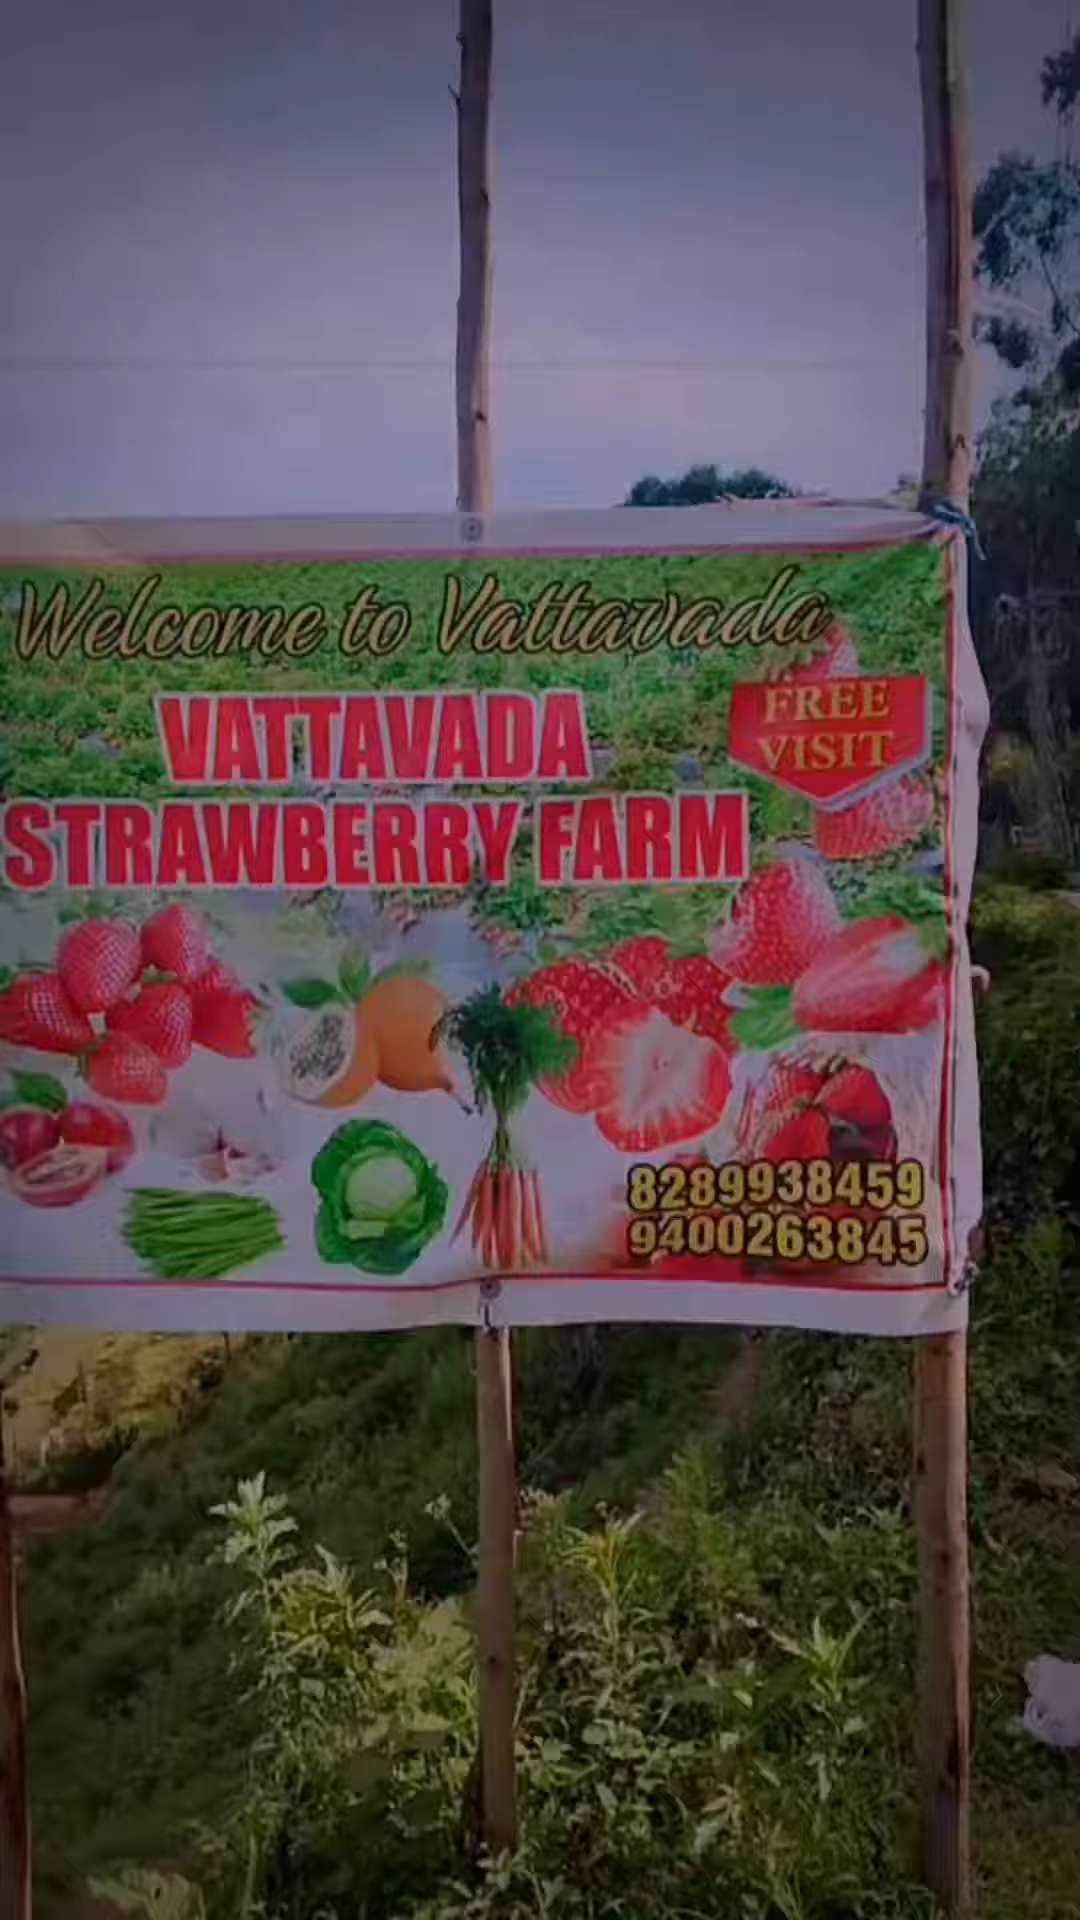 Welcome to Vattavada
VATTAVADA
STRAWBERRY FARM
FREE
VISIT
8289938459
9400263845